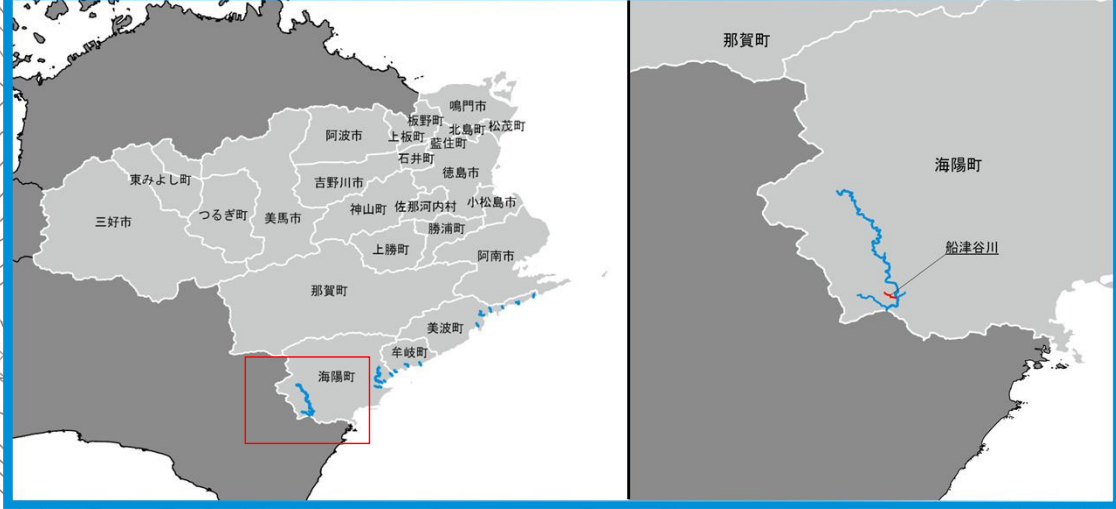 鳴門市
板野町
北島町
松茂町
上板町
藍住町
阿波市
石井町
徳島市
東みよし町
吉野川市
つるぎ町
美馬市
神山町
佐那河内村
小松島市
三好市
勝浦町
上勝町
阿南市
那賀町
美波町
牟岐町
海陽町
那賀町
海陽町
船津谷川